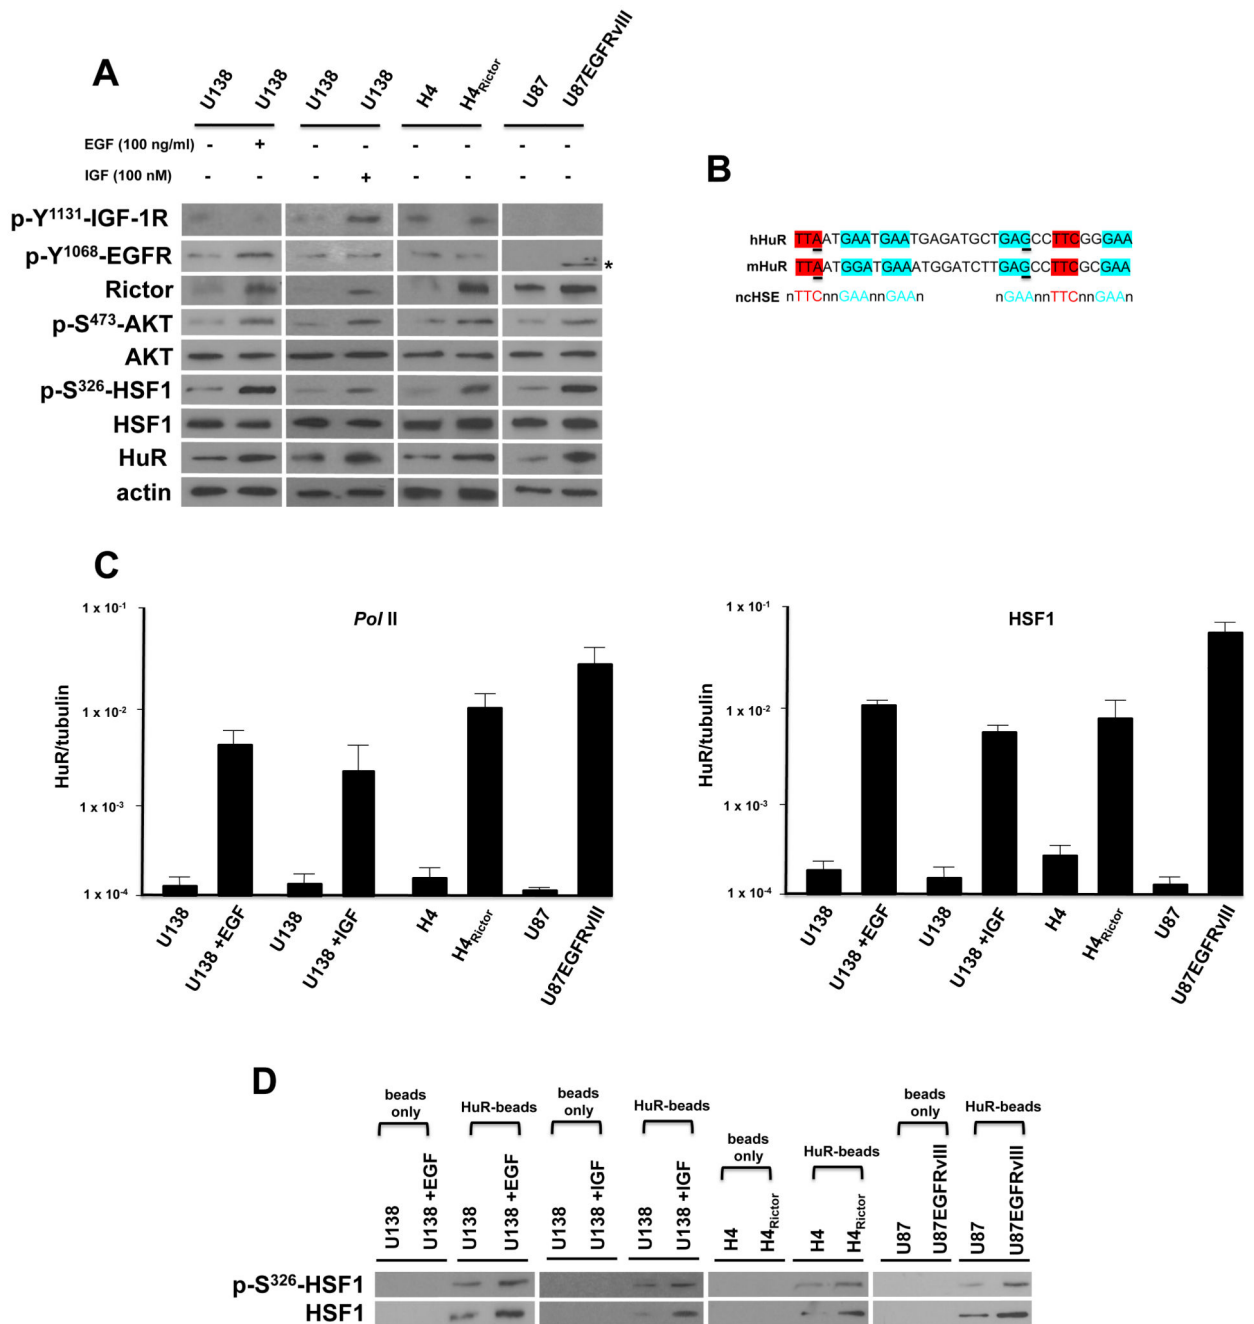 A
U138 U138 U138 U138 H4 H4Rictor U87 U87EGFRvIII
EGF (100 ng/ml) - + - - - - - -
IGF (100 nM) - - - + - - - -
p-Y1131-IGF-1R
p-Y1068-EGFR *
Rictor
p-S473-AKT
AKT
p-S326-HSF1
HSF1
HuR
actin
B
hHuR TTAATGAATGAATGAGATGCTGAGCCTTCGGGAA
mHuR TTAATGGATGAAATGGATCTTGAGCCTTCGCGAA
ncHSE nTTCnnGAAnnGAAn nGAAnnTTCnnGAAn
C
Pol II
HuR/tubulin
1 x 10-1
1 x 10-2
1 x 10-3
1 x 10-4
U138 U138 +EGF U138 U138 +IGF H4 H4Rictor U87 U87EGFRvIII
HSF1
HuR/tubulin
1 x 10-1
1 x 10-2
1 x 10-3
1 x 10-4
U138 U138 +EGF U138 U138 +IGF H4 H4Rictor U87 U87EGFRvIII
D
beads only HuR-beads beads only HuR-beads beads only HuR-beads beads only HuR-beads
U138 U138 +EGF U138 U138 +EGF U138 U138 +IGF U138 U138 +IGF H4 H4Rictor H4 H4Rictor U87 U87EGFRvIII U87 U87EGFRvIII
p-S326-HSF1
HSF1